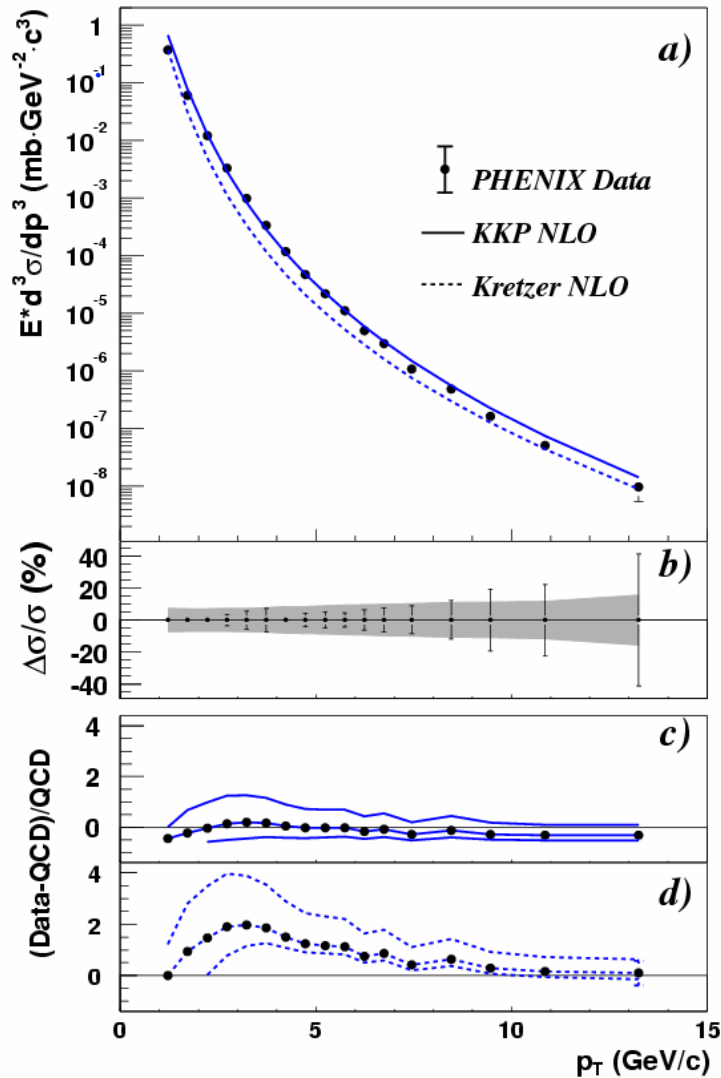 a)
E*d³σ/dp³ (mb·GeV⁻²·c³)
1
10⁻¹
10⁻²
10⁻³
10⁻⁴
10⁻⁵
10⁻⁶
10⁻⁷
10⁻⁸
PHENIX Data
KKP NLO
Kretzer NLO
b)
Δσ/σ (%)
40
20
0
-20
-40
c)
(Data-QCD)/QCD
4
2
0
d)
4
2
0
0 5 10 15
p_T (GeV/c)